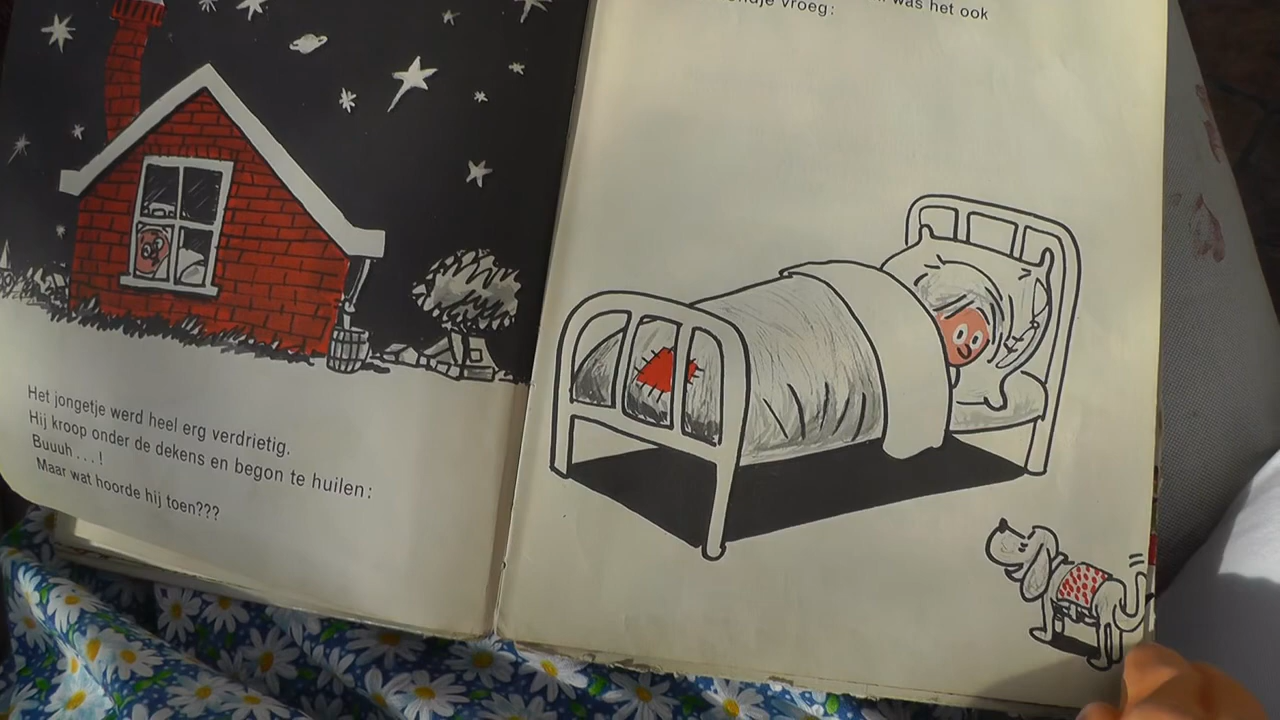 Het jongetje werd heel erg verdrietig.
Hij kroop onder de dekens en begon te huilen:
Buuuh . . . !
Maar wat hoorde hij toen???
was het ook
vroeg: